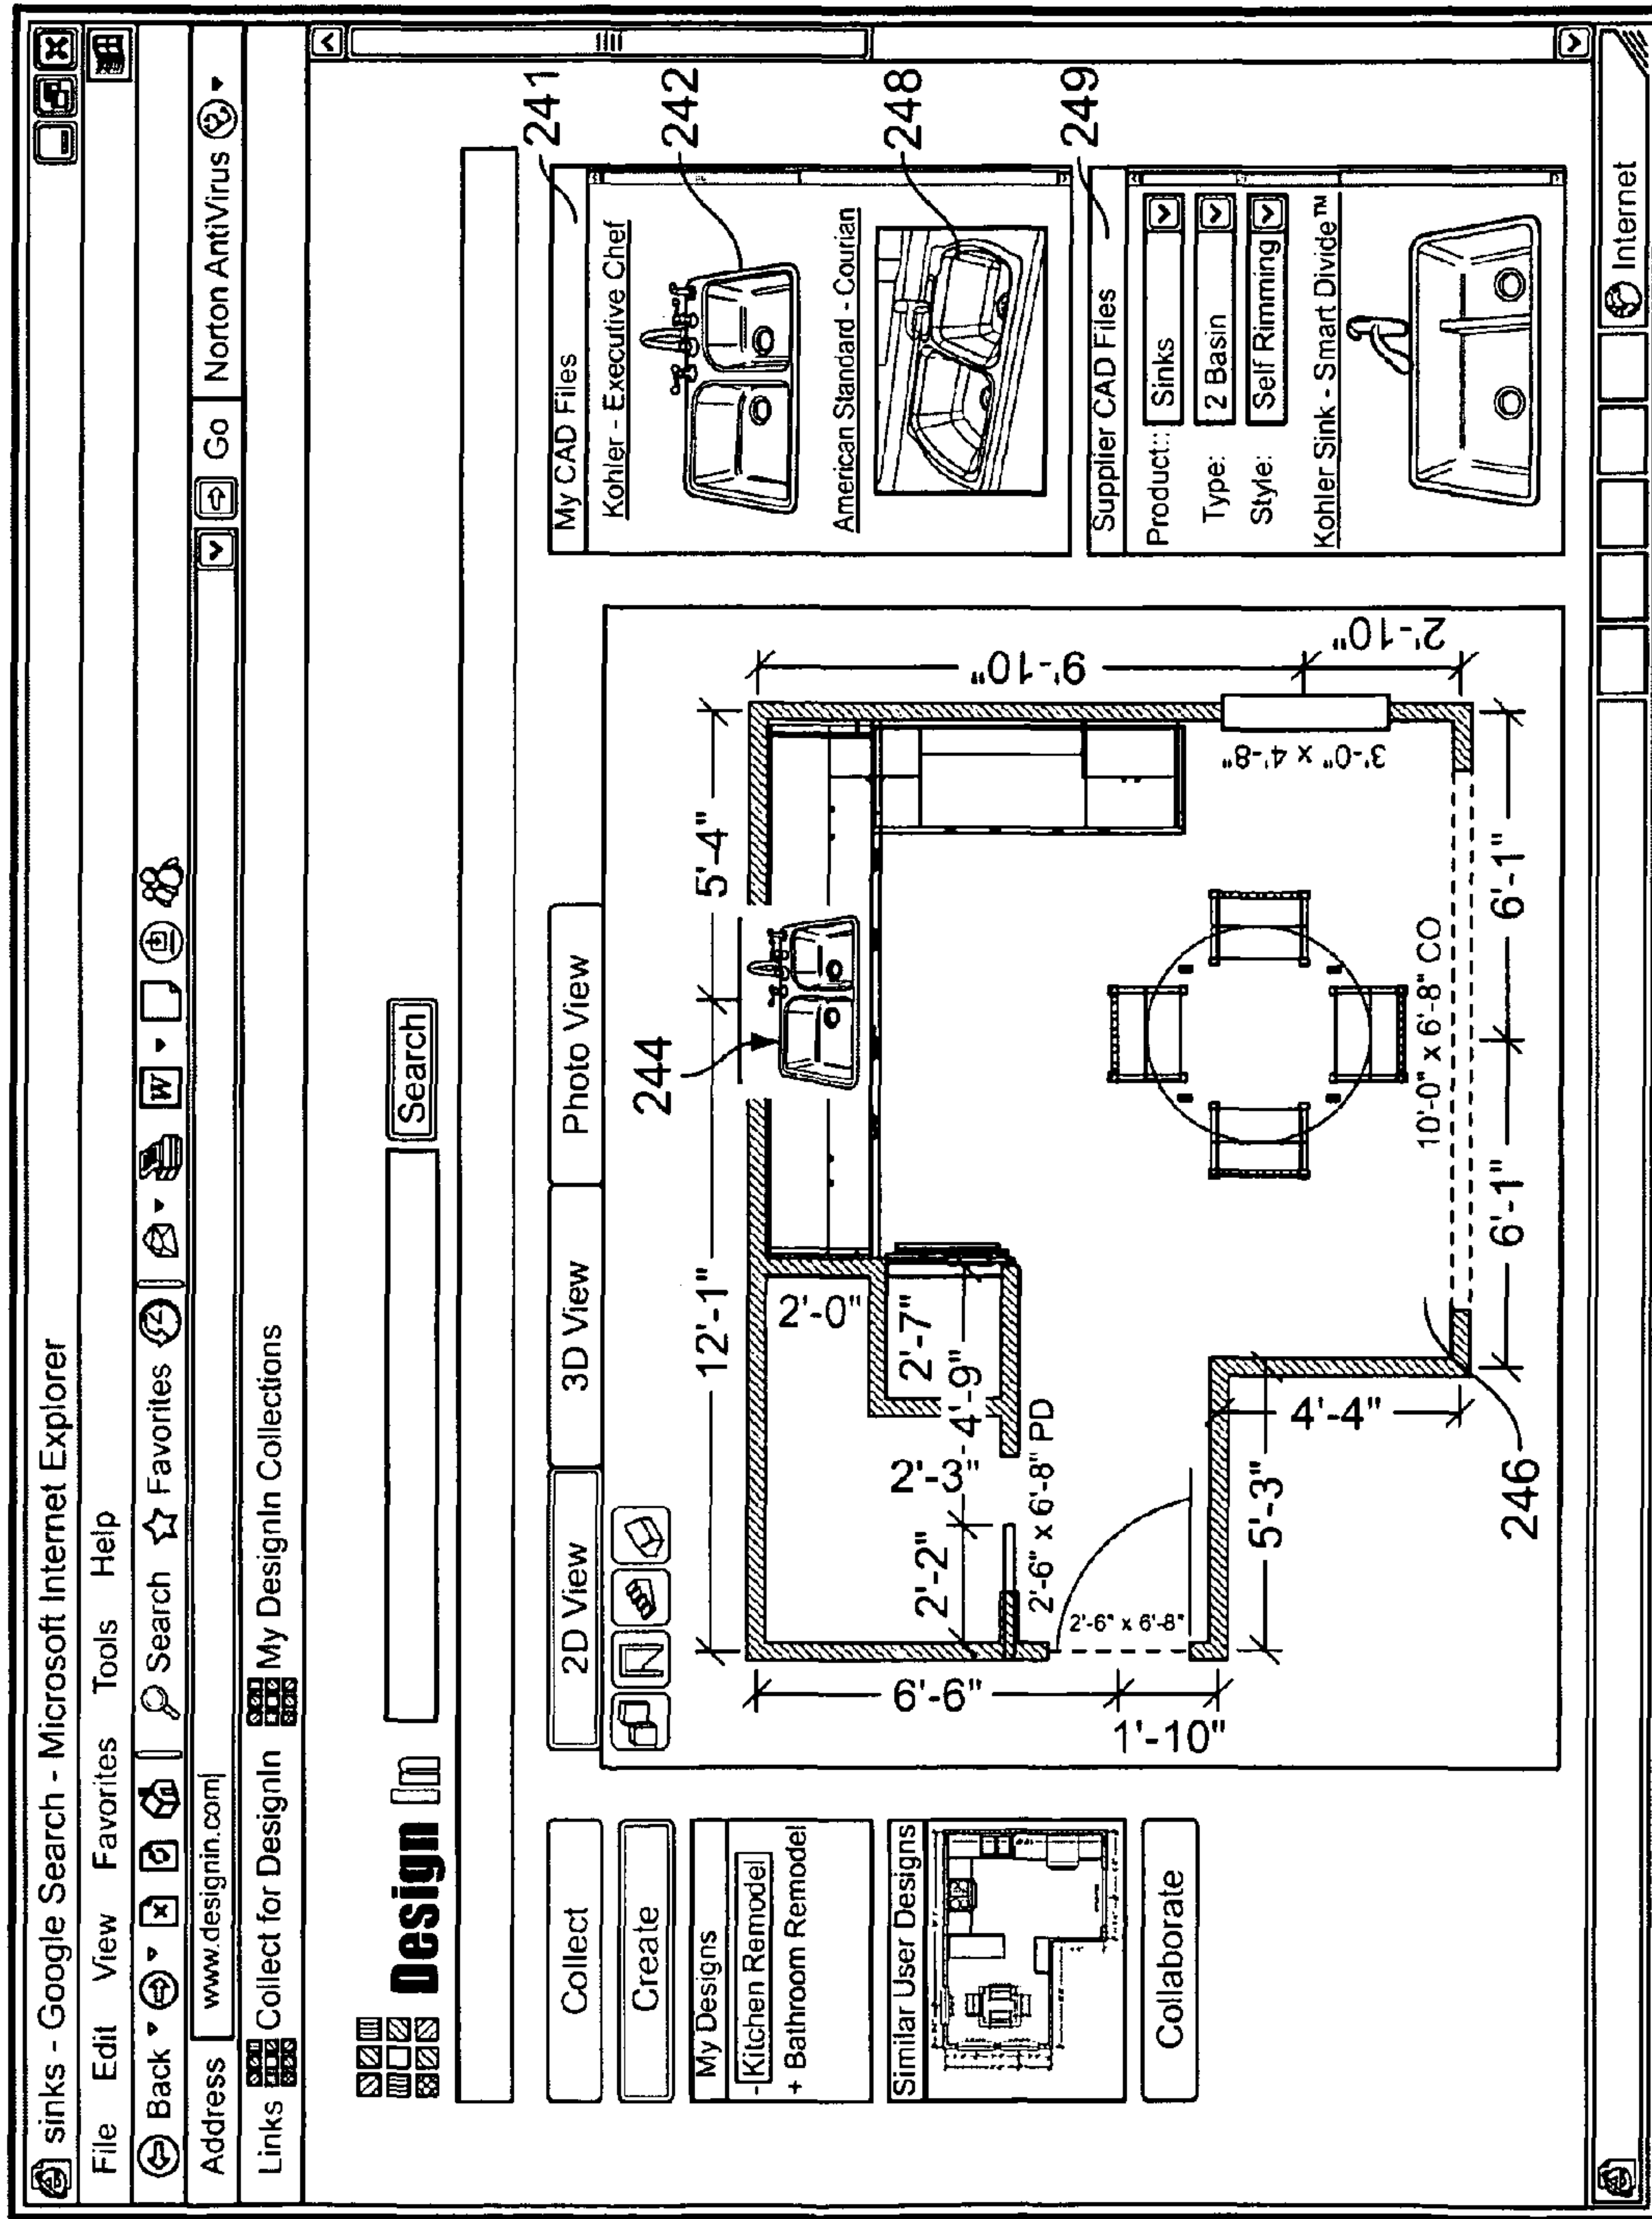 sinks - Google Search - Microsoft Internet Explorer
File Edit View Favorites Tools Help
Back Search Favorites W
Address www.designin.com Go Norton AntiVirus
Links Collect for DesignIn My DesignIn Collections
Design In Search
Collect
Create
My Designs
- Kitchen Remodel
+ Bathroom Remodel
Similar User Designs
Collaborate
2D View 3D View Photo View
244
12'-1" 5'-4"
2'-0"
2'-7"
4'-9"
2'-3"
2'-2"
2'-6" x 6'-8" PD
2'-6" x 6'-8"
6'-6"
1'-10"
9'-10"
2'-10"
3'-0" x 4'-8"
10'-0" x 6'-8" CO
4'-4"
5'-3"
6'-1" 6'-1"
246
My CAD Files 241
Kohler - Executive Chef
242
American Standard - Courian
248
Supplier CAD Files 249
Product:: Sinks
Type: 2 Basin
Style: Self Rimming
Kohler Sink - Smart Divide™
Internet